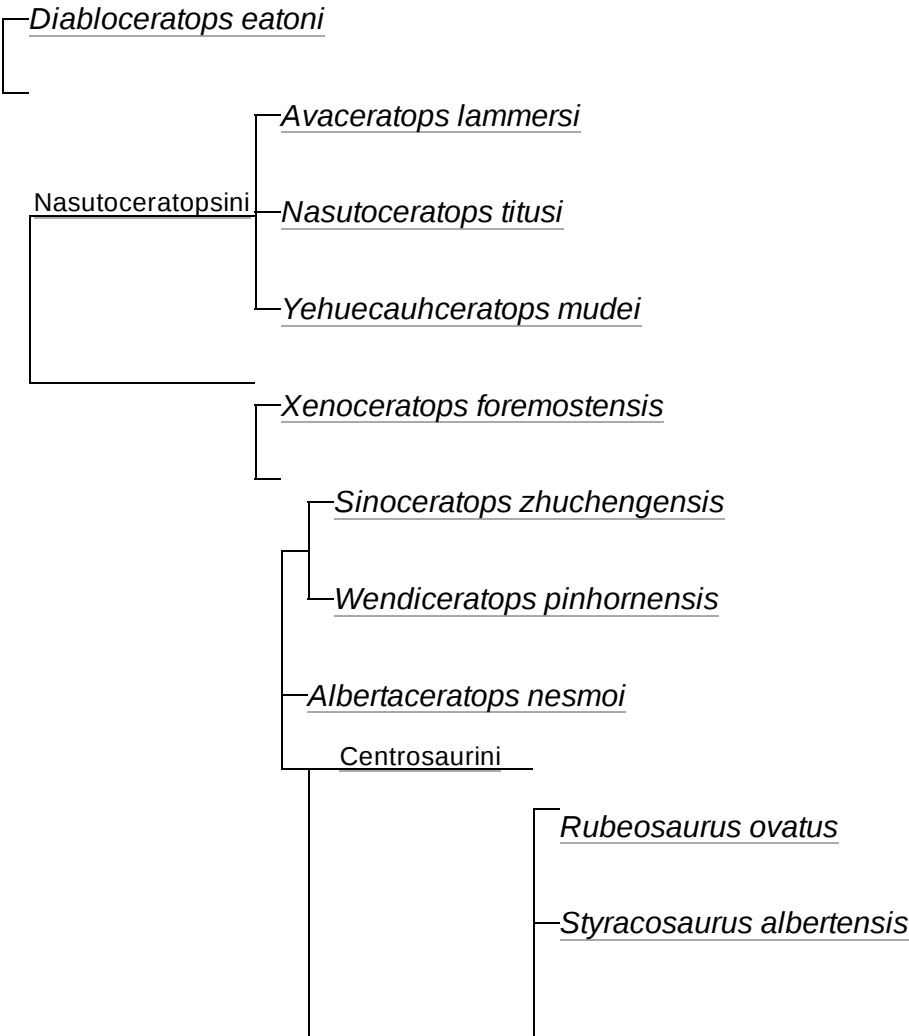 Diabloceratops eatoni
Avaceratops lammersi
Nasutoceratopsini
Nasutoceratops titusi
Yehuecauhceratops mudei
Xenoceratops foremostensis
Sinoceratops zhuchengensis
Wendiceratops pinhornensis
Albertaceratops nesmoi
Centrosaurini
Rubeosaurus ovatus
Styracosaurus albertensis